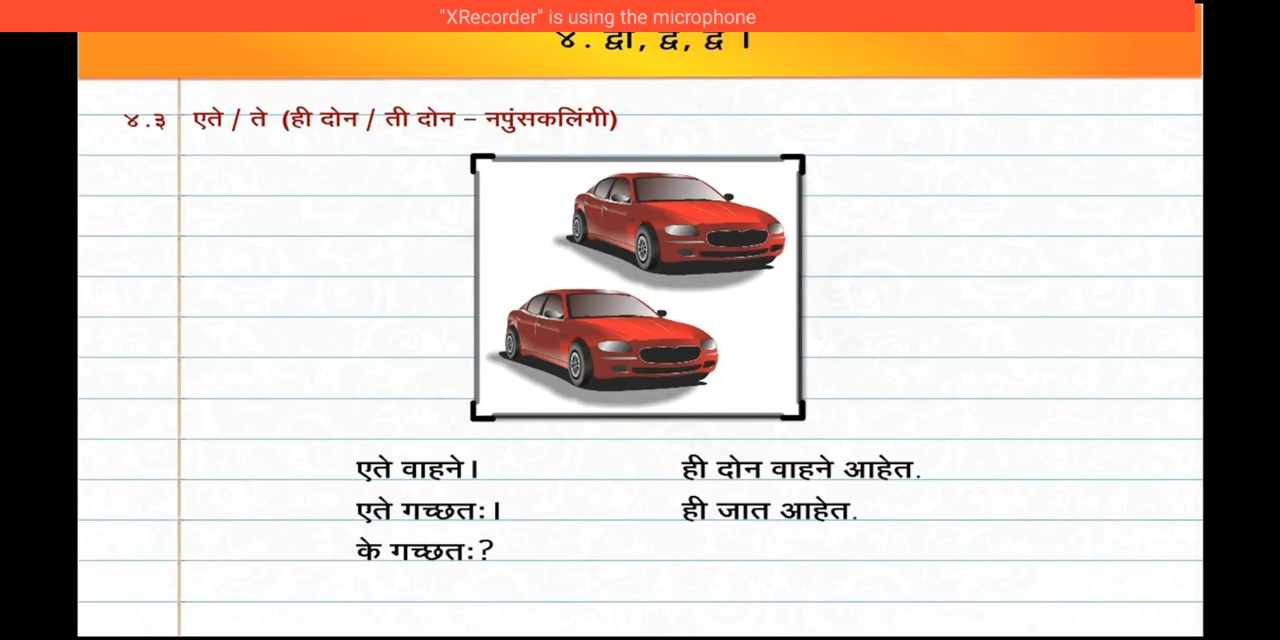 "XRecorder" is using the microphone
४. द्वौ, द्वे, द्वे ।
४.३ एते / ते (ही दोन / ती दोन – नपुंसकलिंगी)
एते वाहने। ही दोन वाहने आहेत.
एते गच्छतः। ही जात आहेत.
के गच्छतः?